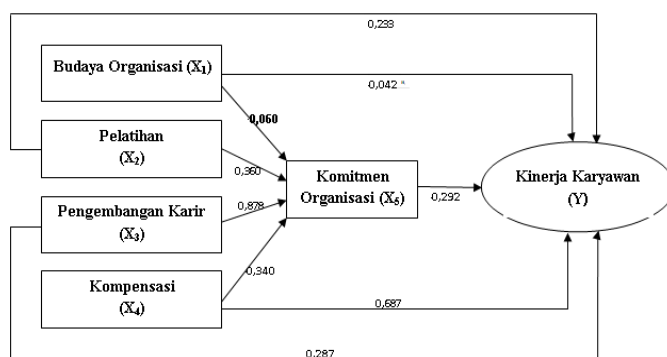 0,233
Budaya Organisasi (X1)
0,042 *
0,060
Pelatihan
(X2)
0,360
Komitmen
Organisasi (X5)
0,292
Kinerja Karyawan
(Y)
Pengembangan Karir
(X3)
0,878
0,340
Kompensasi
(X4)
0,687
0,287